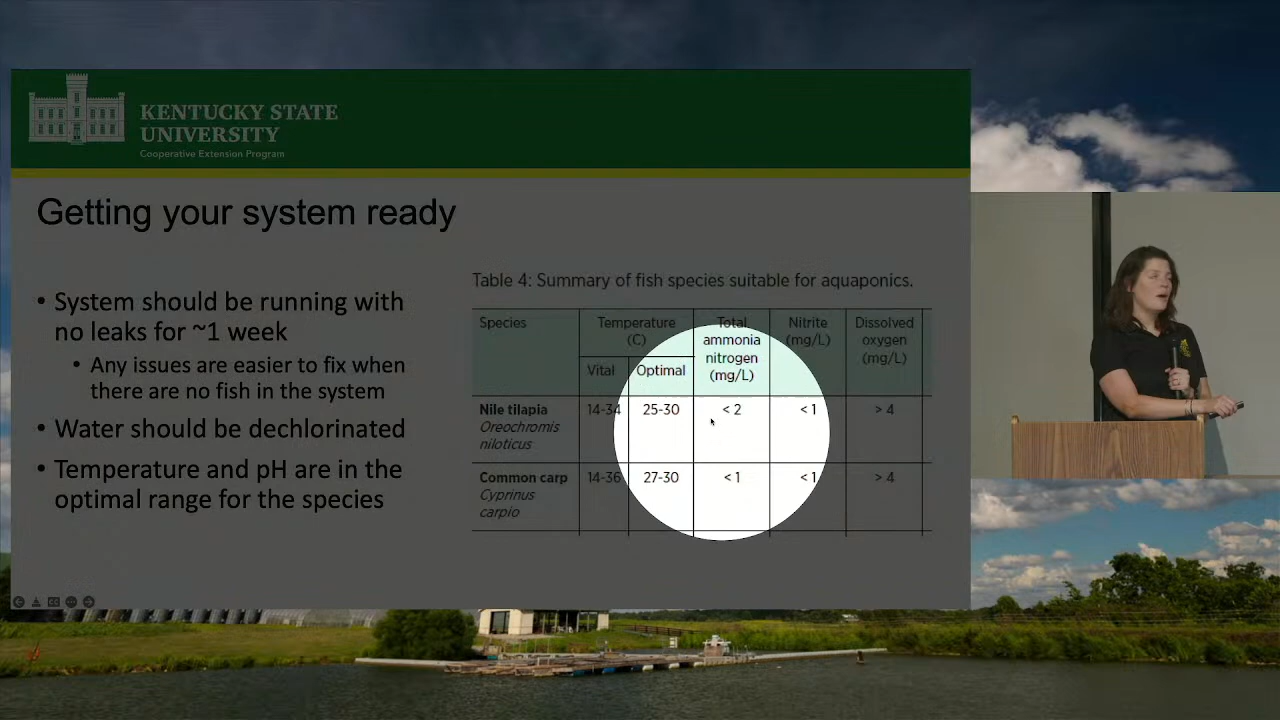 KENTUCKY STATE
UNIVERSITY
Cooperative Extension Program
Getting your system ready
• System should be running with
no leaks for ~1 week
• Any issues are easier to fix when
there are no fish in the system
• Water should be dechlorinated
• Temperature and pH are in the
optimal range for the species
Table 4: Summary of fish species suitable for aquaponics.
Species
Temperature
(C)
Vital
Optimal
Total
ammonia
nitrogen
(mg/L)
Nitrite
(mg/L)
Dissolved
oxygen
(mg/L)
Nile tilapia
Oreochromis
niloticus
14-34
25-30
< 2
< 1
> 4
Common carp
Cyprinus
carpio
14-36
27-30
< 1
< 1
> 4